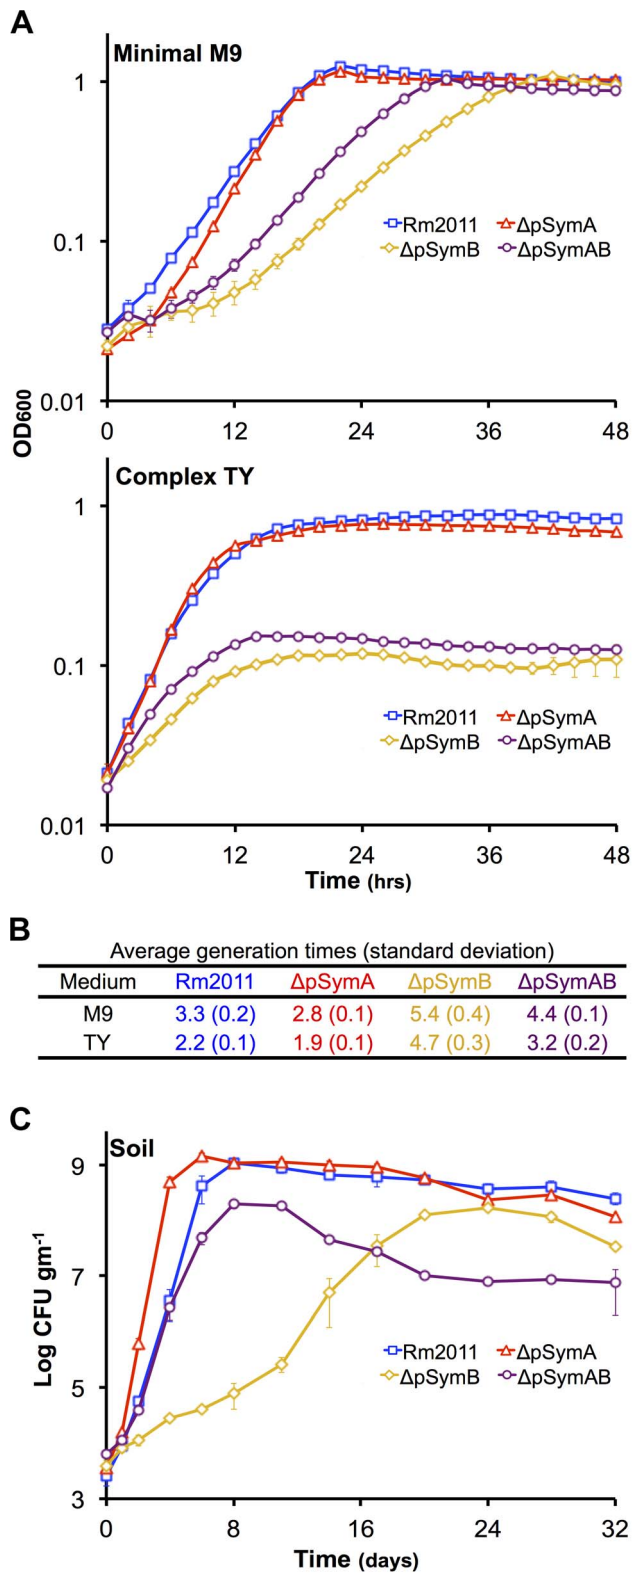 A
Minimal M9
1
0.1
0.01
Rm2011 ΔpSymA
ΔpSymB ΔpSymAB
0 12 24 36 48
OD600
Complex TY
1
0.1
0.01
Rm2011 ΔpSymA
ΔpSymB ΔpSymAB
0 12 24 36 48
Time (hrs)
B
Average generation times (standard deviation)
Medium Rm2011 ΔpSymA ΔpSymB ΔpSymAB
M9 3.3 (0.2) 2.8 (0.1) 5.4 (0.4) 4.4 (0.1)
TY 2.2 (0.1) 1.9 (0.1) 4.7 (0.3) 3.2 (0.2)
C
Soil
9
7
5
3
Log CFU gm-1
Rm2011 ΔpSymA
ΔpSymB ΔpSymAB
0 8 16 24 32
Time (days)